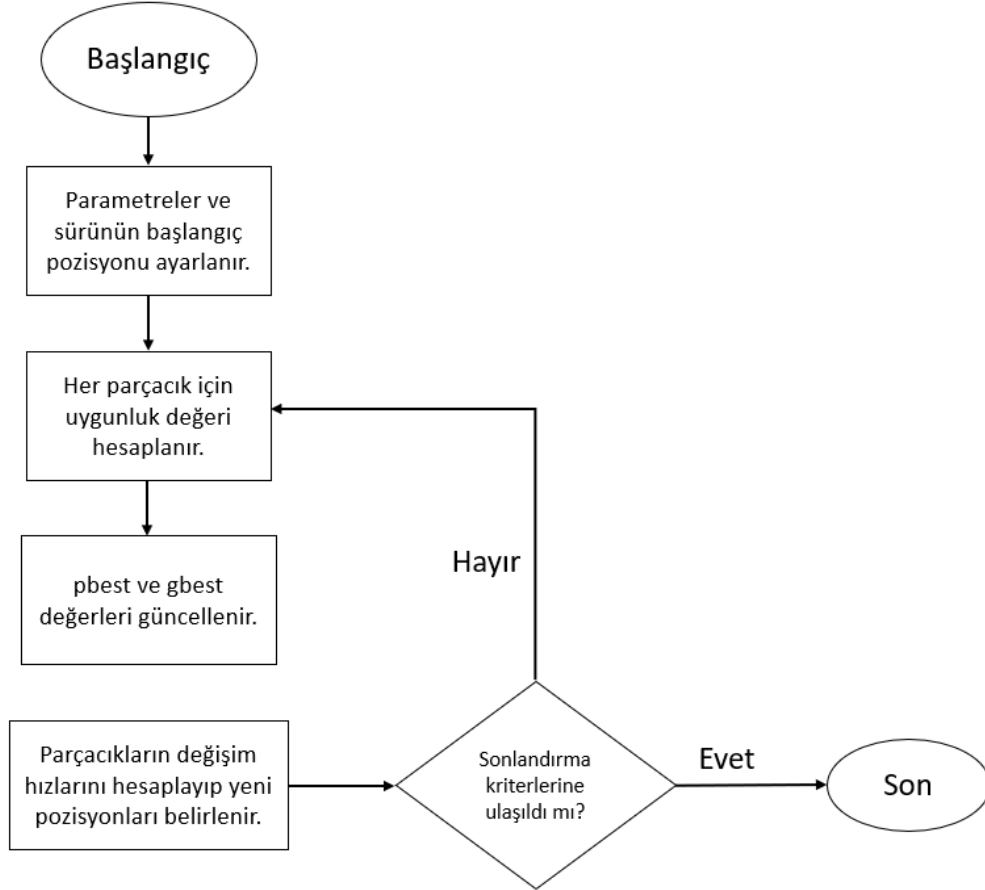 Başlangıç
Parametreler ve
sürünün başlangıç
pozisyonu ayarlanır.
Her parçacık için
uygunluk değeri
hesaplanır.
pbest ve gbest
değerleri güncellenir.
Parçacıkların değişim
hızlarını hesaplayıp yeni
pozisyonları belirlenir.
Sonlandırma
kriterlerine
ulaşıldı mı?
Hayır
Evet
Son